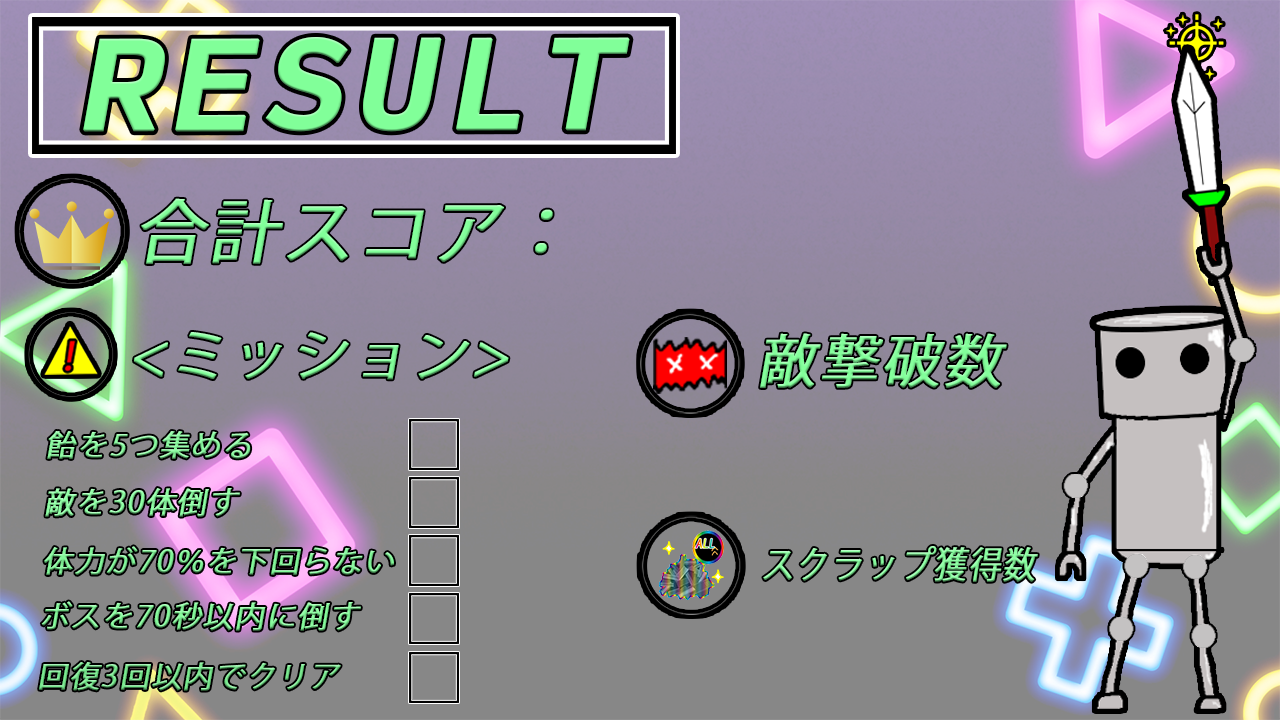 RESULT
合計スコア：
<ミッション>
飴を5つ集める
敵を30体倒す
体力が70%を下回らない
ボスを70秒以内に倒す
回復3回以内でクリア
敵撃破数
ALL
スクラップ獲得数